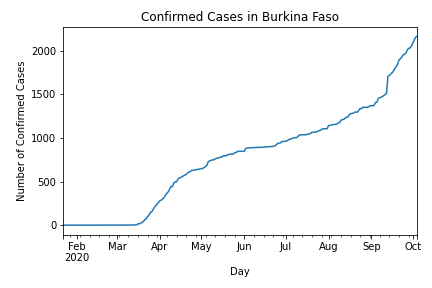 Confirmed Cases in Burkina Faso
Number of Confirmed Cases
2000
1500
1000
500
0
Feb Mar Apr May Jun Jul Aug Sep Oct
2020
Day